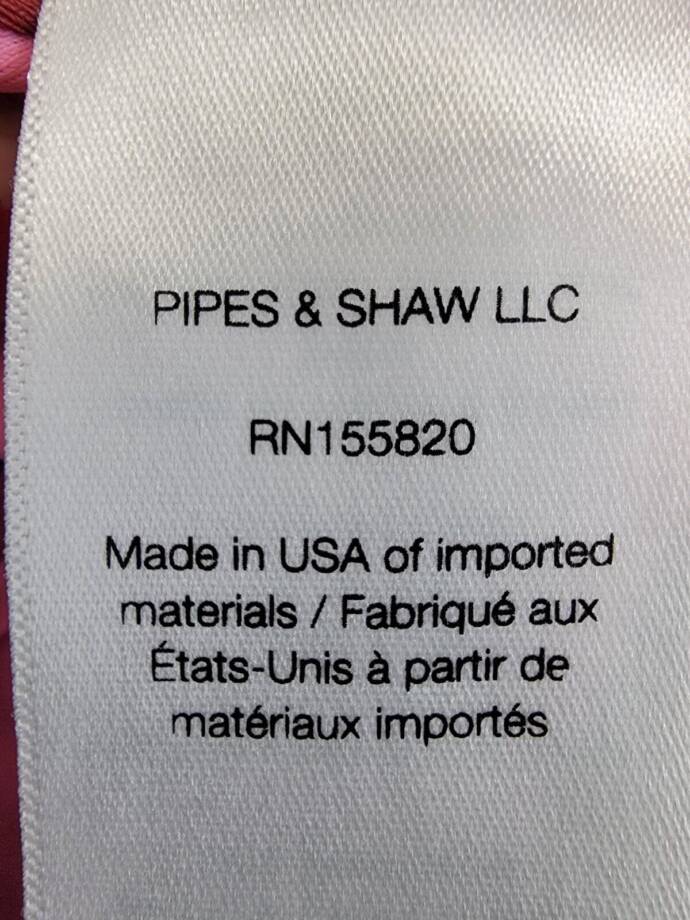 PIPES & SHAW LLC
RN155820
Made in USA of imported
materials / Fabriqué aux
États-Unis à partir de
matériaux importés